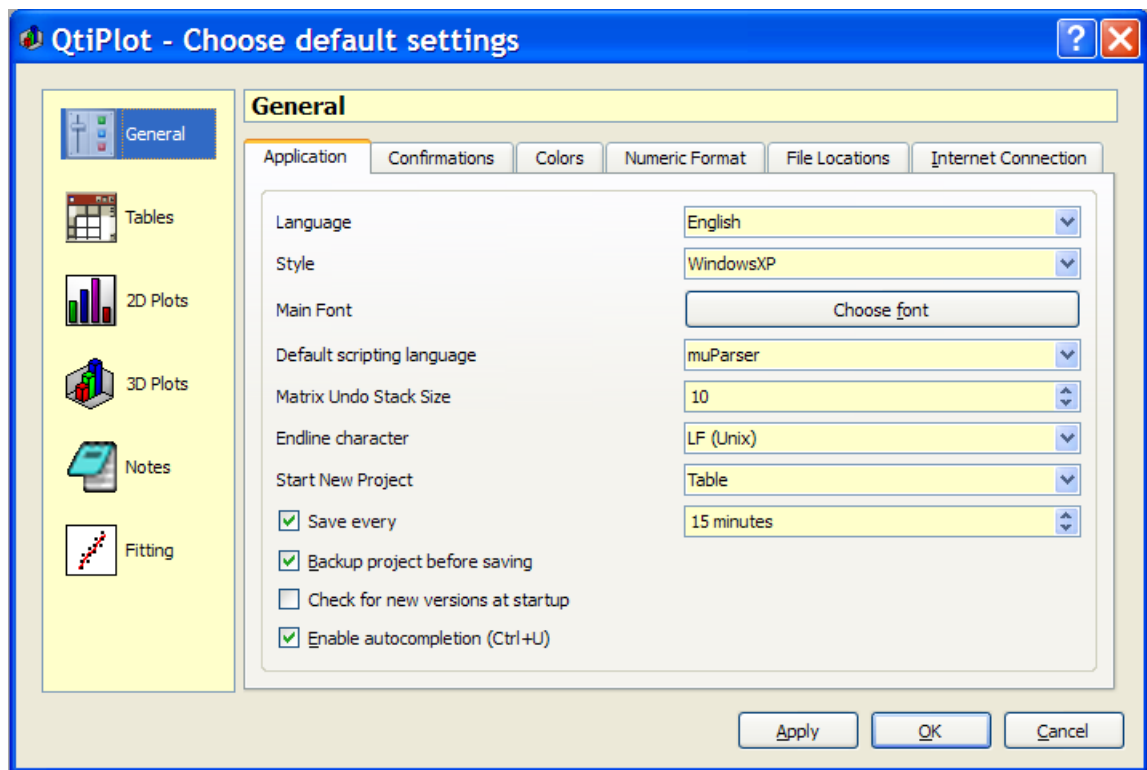 QtiPlot - Choose default settings
General
Tables
2D Plots
3D Plots
Notes
Fitting
General
Application Confirmations Colors Numeric Format File Locations Internet Connection
Language English
Style WindowsXP
Main Font Choose font
Default scripting language muParser
Matrix Undo Stack Size 10
Endline character LF (Unix)
Start New Project Table
Save every 15 minutes
Backup project before saving
Check for new versions at startup
Enable autocompletion (Ctrl+U)
Apply OK Cancel